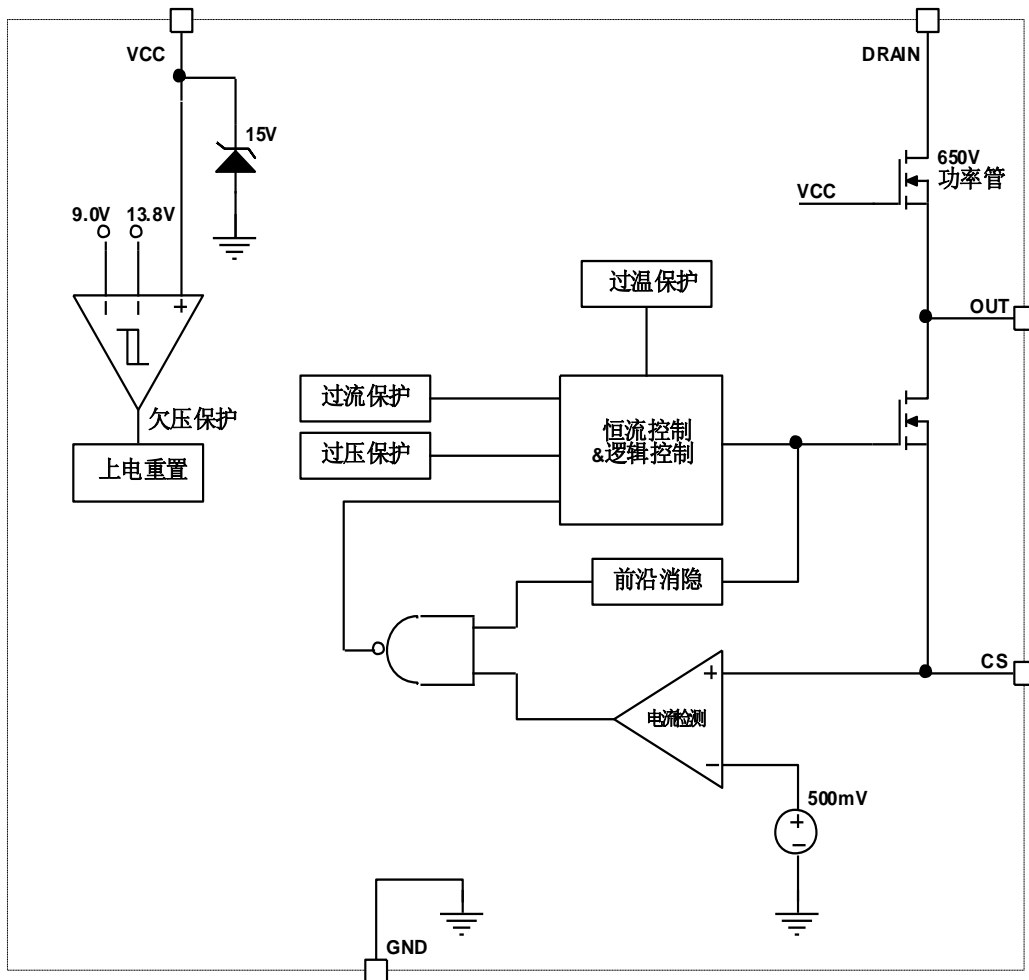 VCC
DRAIN
15V
650V
功率管
VCC
9.0V 13.8V
过温保护
OUT
欠压保护
上电重置
过流保护
过压保护
恒流控制
&逻辑控制
前沿消隐
CS
电流检测
500mV
GND